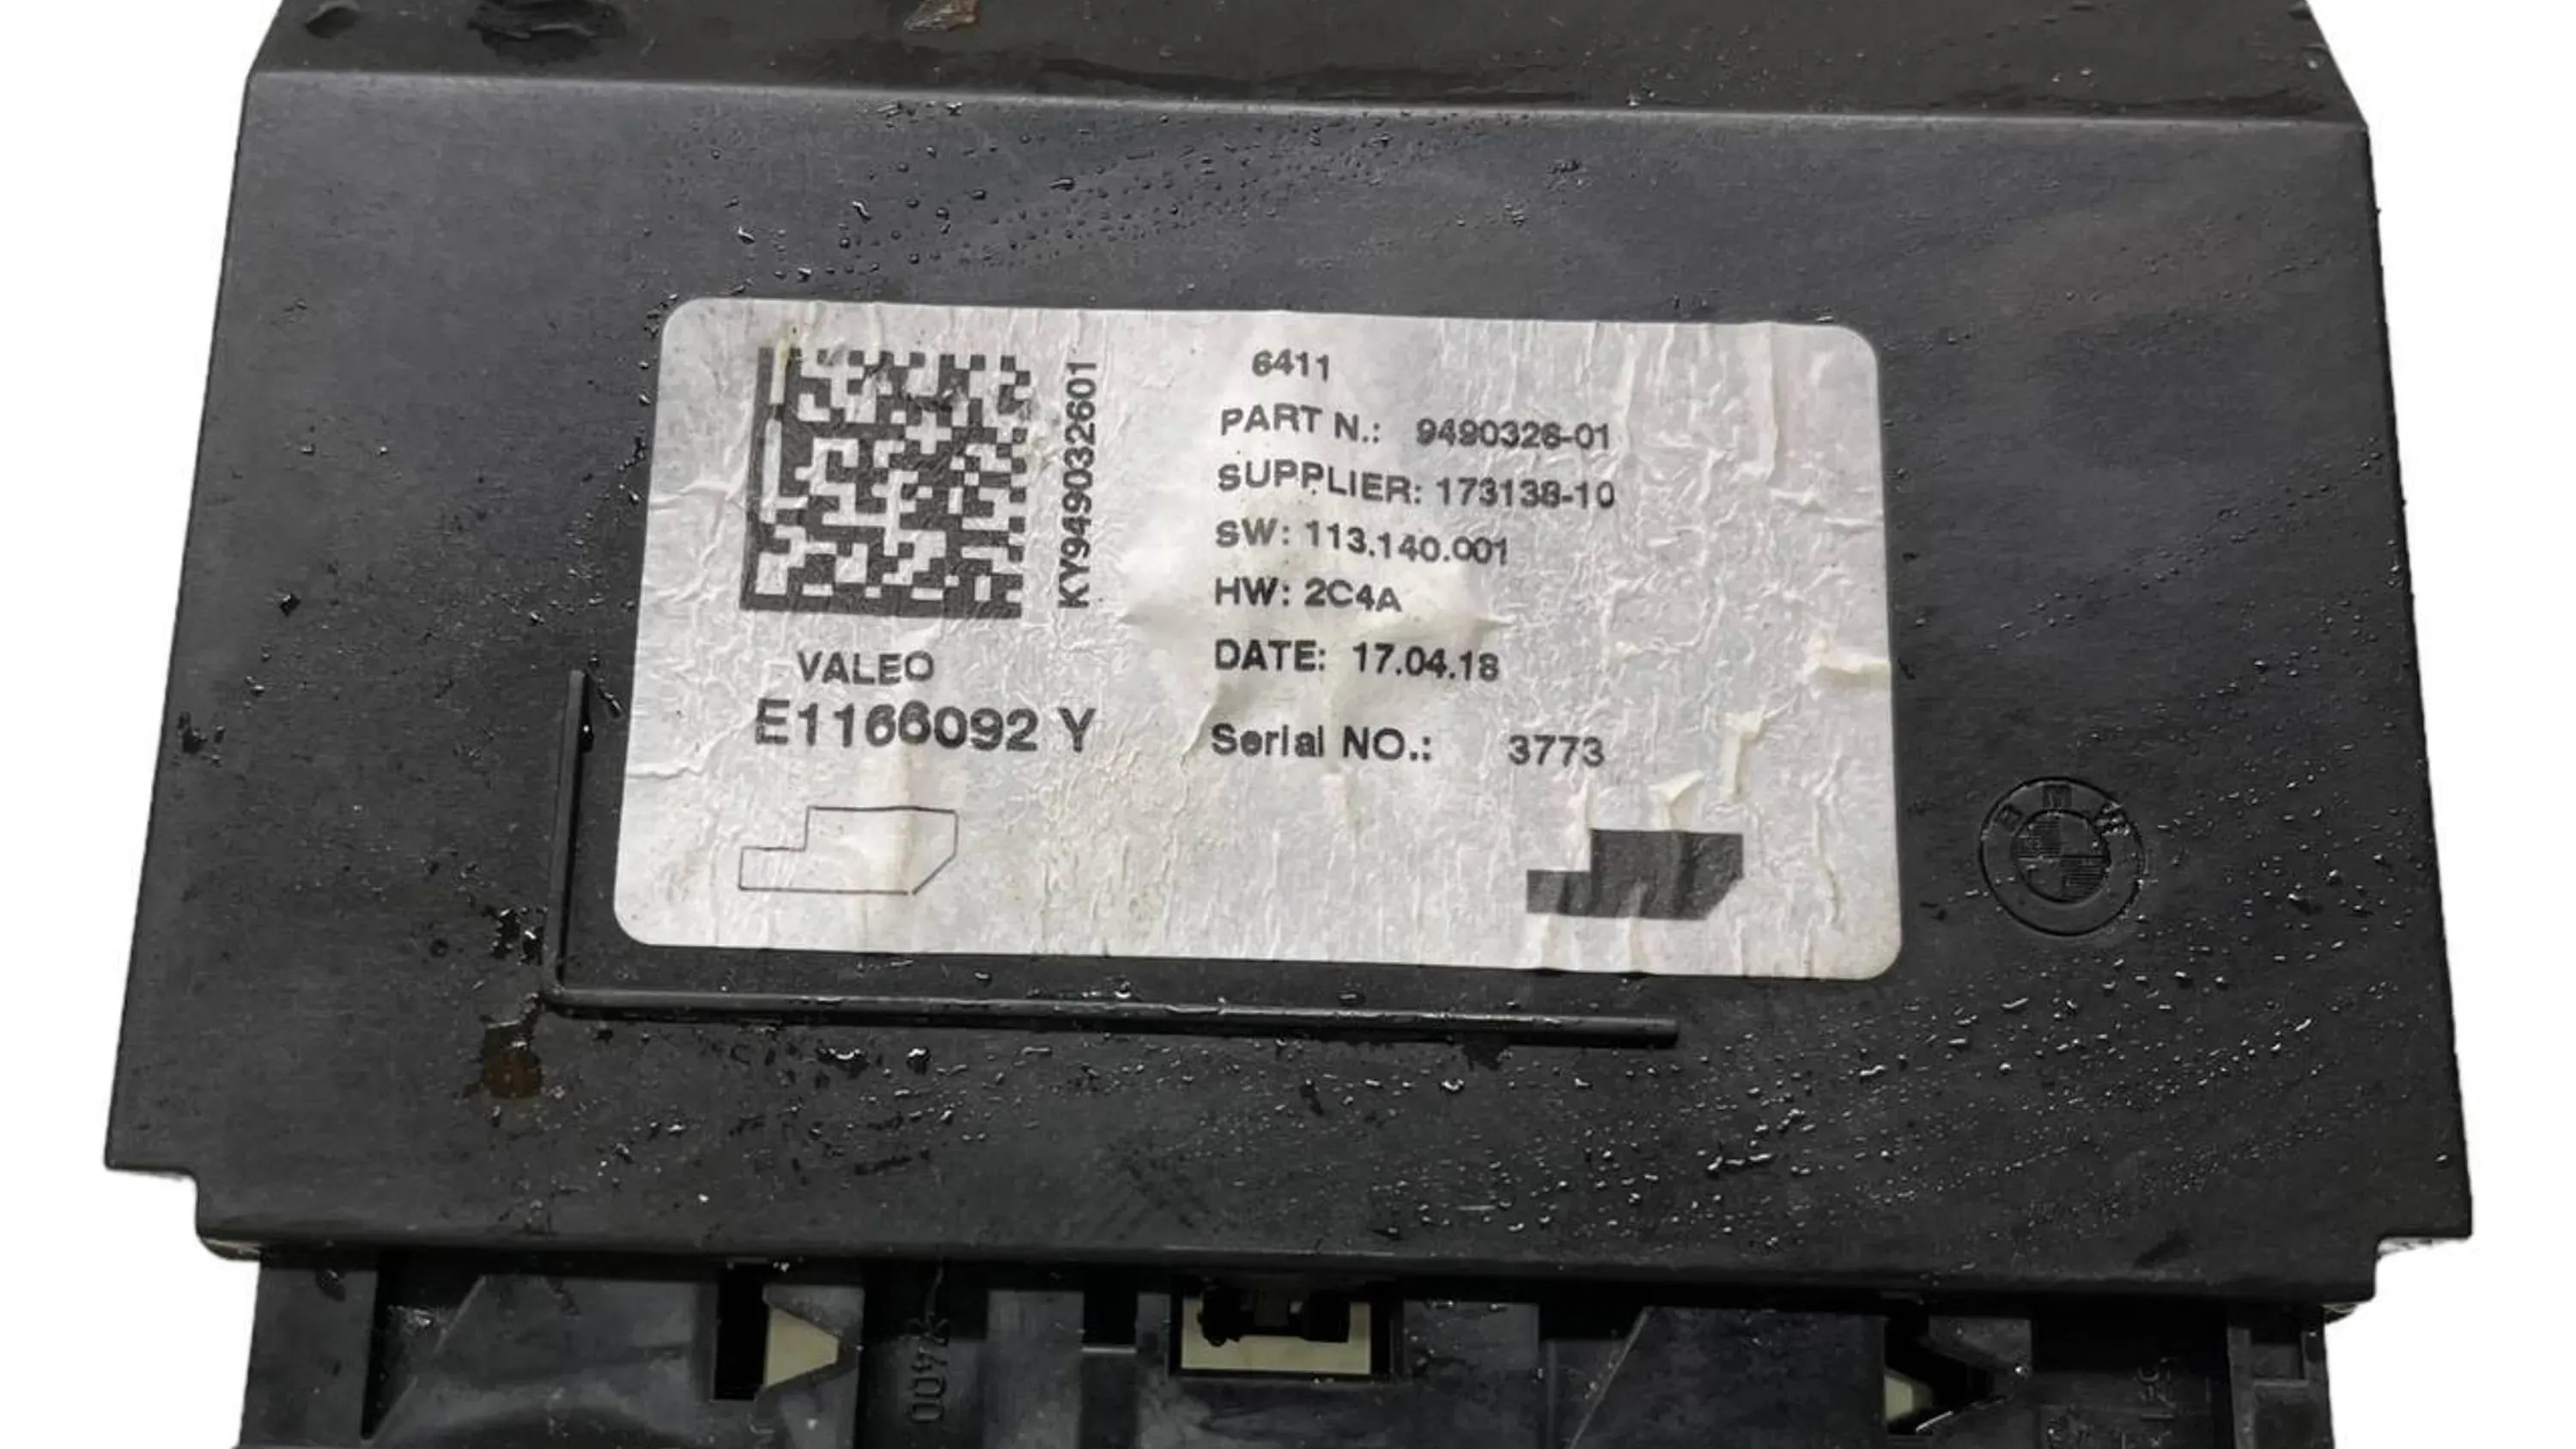 KY949032601
VALEO
E1166092 Y
6411
PART N.: 9490326-01
SUPPLIER: 173138-10
SW: 113.140.001
HW: 2C4A
DATE: 17.04.18
Serial NO.: 3773
BMW